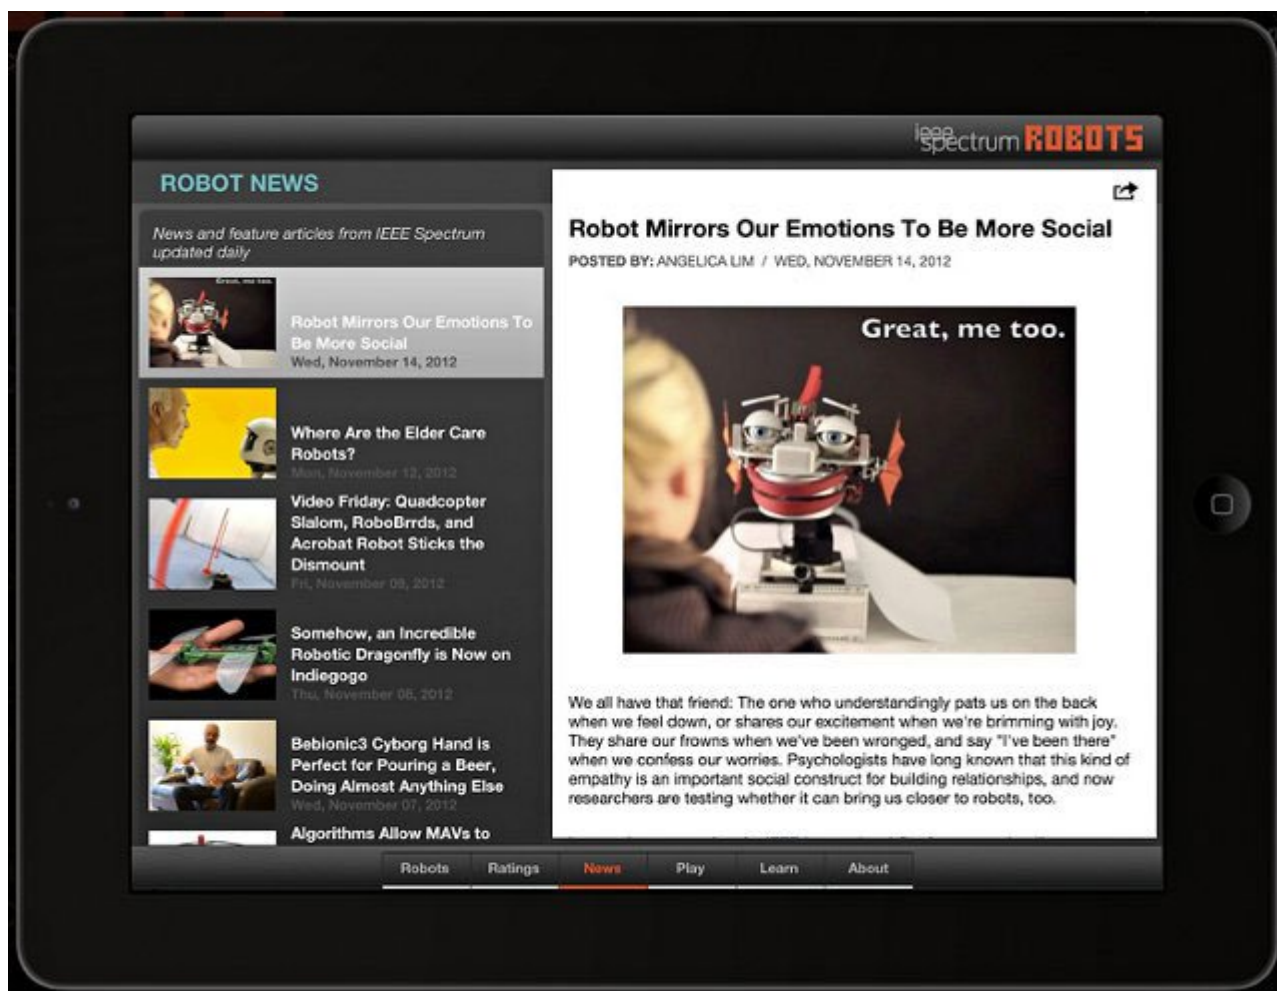 ieee
spectrum ROBOTS
ROBOT NEWS
News and feature articles from IEEE Spectrum
updated daily
Great, me too.
Robot Mirrors Our Emotions To
Be More Social
Wed, November 14, 2012
Where Are the Elder Care
Robots?
Mon, November 12, 2012
Video Friday: Quadcopter
Slalom, RoboBrrds, and
Acrobat Robot Sticks the
Dismount
Fri, November 09, 2012
Somehow, an Incredible
Robotic Dragonfly is Now on
Indiegogo
Thu, November 08, 2012
Bebionic3 Cyborg Hand is
Perfect for Pouring a Beer,
Doing Almost Anything Else
Wed, November 07, 2012
Algorithms Allow MAVs to
Robot Mirrors Our Emotions To Be More Social
POSTED BY: ANGELICA LIM / WED, NOVEMBER 14, 2012
Great, me too.
We all have that friend: The one who understandingly pats us on the back
when we feel down, or shares our excitement when we're brimming with joy.
They share our frowns when we've been wronged, and say "I've been there"
when we confess our worries. Psychologists have long known that this kind of
empathy is an important social construct for building relationships, and now
researchers are testing whether it can bring us closer to robots, too.
Robots Ratings News Play Learn About